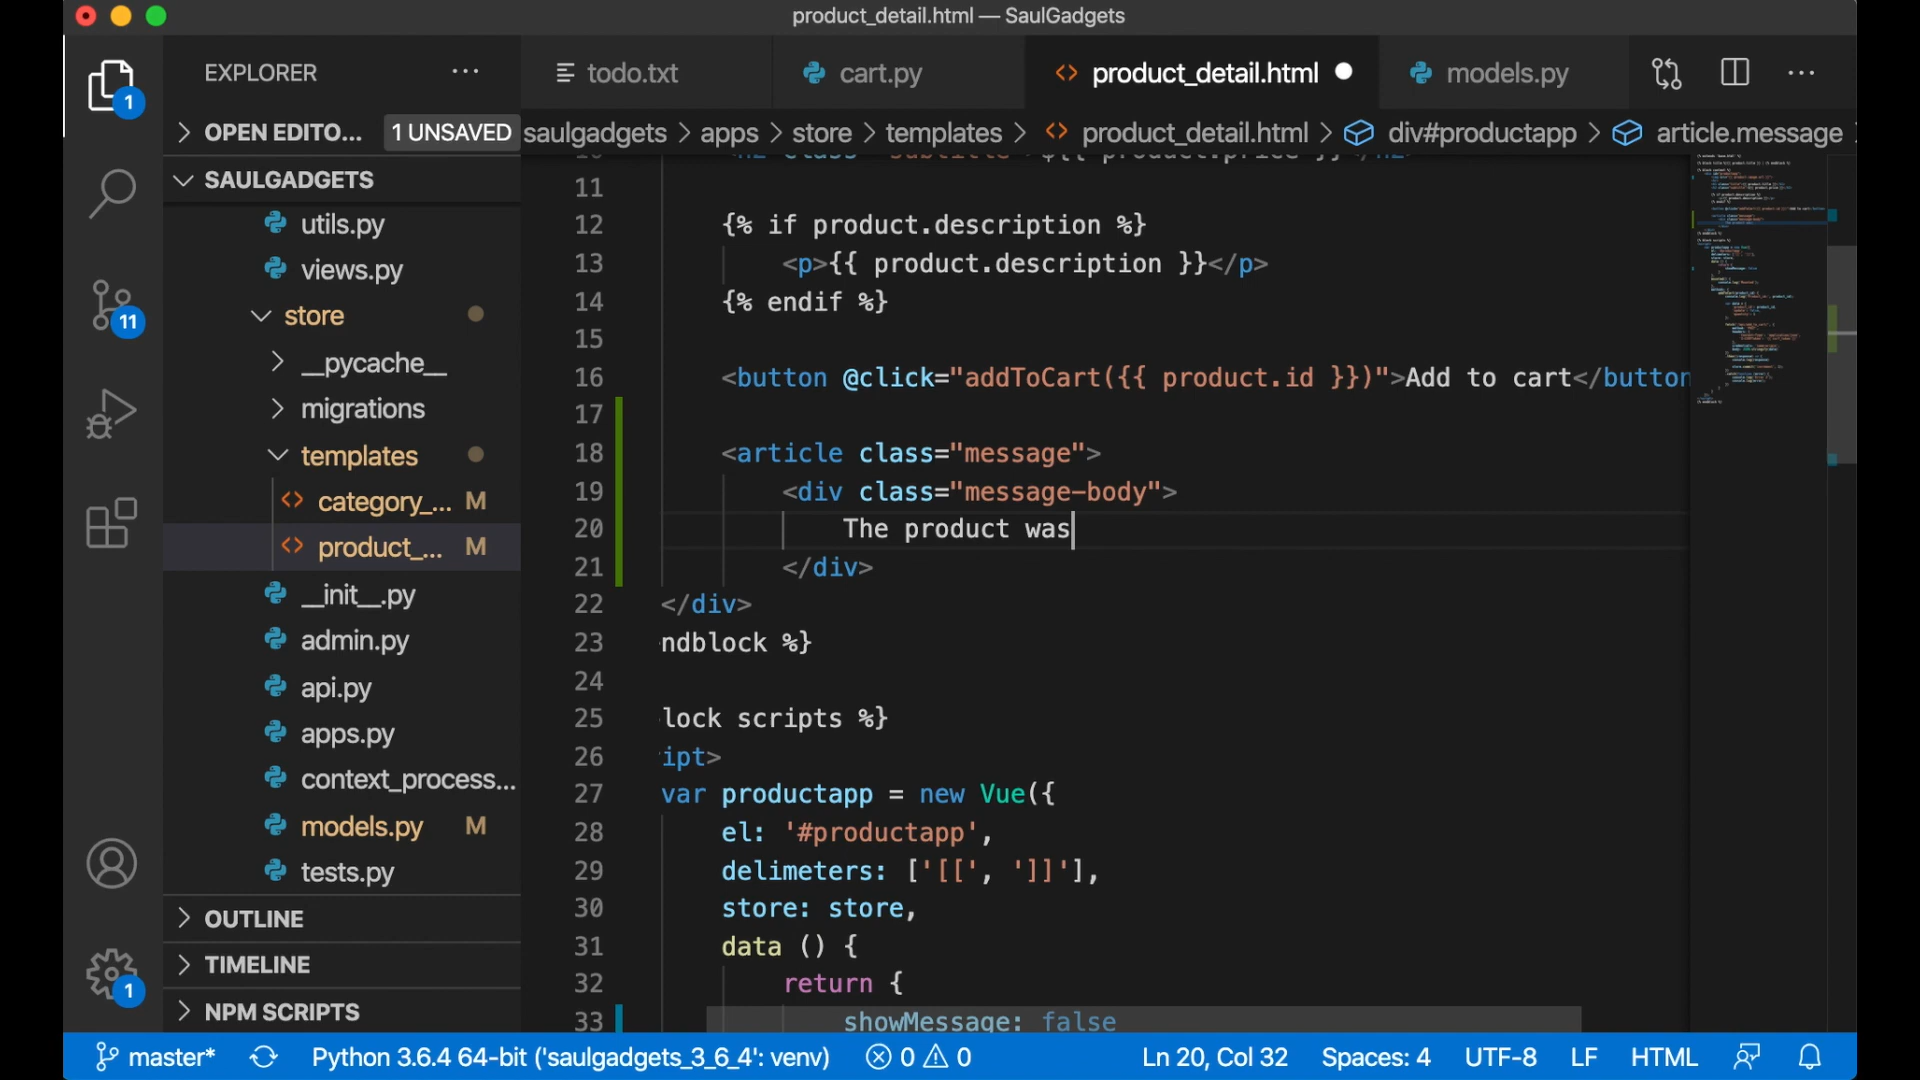 product_detail.html — SaulGadgets
EXPLORER
todo.txt
cart.py
product_detail.html
models.py
1
OPEN EDITO...
1 UNSAVED
saulgadgets > apps > store > templates > product_detail.html > div#productapp > article.message
SAULGADGETS
utils.py
views.py
store
__pycache__
migrations
templates
category_... M
product_... M
__init__.py
admin.py
api.py
apps.py
context_process...
models.py M
tests.py
OUTLINE
TIMELINE
NPM SCRIPTS
11
1
11
12 {% if product.description %}
13 <p>{{ product.description }}</p>
14 {% endif %}
15
16 <button @click="addToCart({{ product.id }})">Add to cart</button
17
18 <article class="message">
19 <div class="message-body">
20 The product was
21 </div>
22 </div>
23 ndblock %}
24
25 lock scripts %}
26 ipt>
27 var productapp = new Vue({
28 el: '#productapp',
29 delimeters: ['[[', ']]'],
30 store: store,
31 data () {
32 return {
33 showMessage: false
master*
Python 3.6.4 64-bit ('saulgadgets_3_6_4': venv)
0 0
Ln 20, Col 32
Spaces: 4
UTF-8
LF
HTML